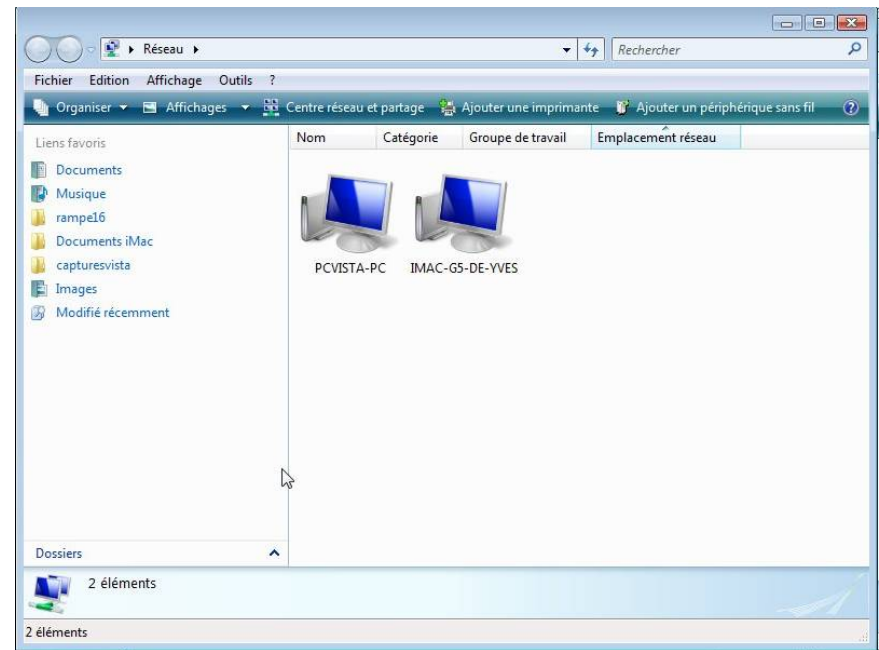 Réseau
Rechercher
Fichier Edition Affichage Outils ?
Organiser Affichages Centre réseau et partage Ajouter une imprimante Ajouter un périphérique sans fil ?
Liens favoris
Nom Catégorie Groupe de travail Emplacement réseau
Documents
Musique
rampe16
Documents iMac
capturesvista
Images
Modifié récemment
PCVISTA-PC IMAC-G5-DE-YVES
Dossiers
2 éléments
2 éléments